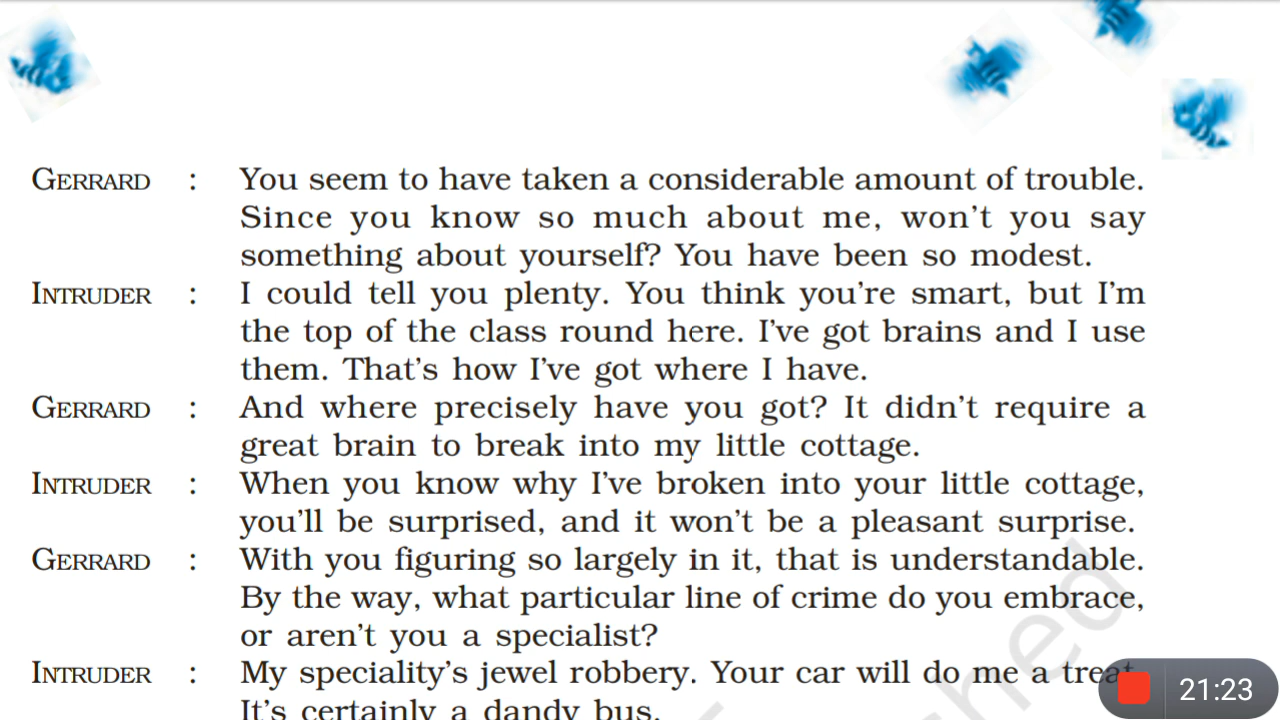 GERRARD : You seem to have taken a considerable amount of trouble.
Since you know so much about me, won't you say
something about yourself? You have been so modest.
INTRUDER : I could tell you plenty. You think you're smart, but I'm
the top of the class round here. I've got brains and I use
them. That's how I've got where I have.
GERRARD : And where precisely have you got? It didn't require a
great brain to break into my little cottage.
INTRUDER : When you know why I've broken into your little cottage,
you'll be surprised, and it won't be a pleasant surprise.
GERRARD : With you figuring so largely in it, that is understandable.
By the way, what particular line of crime do you embrace,
or aren't you a specialist?
INTRUDER : My speciality's jewel robbery. Your car will do me a treat.
It's certainly a dandy bus.
hed
21:23